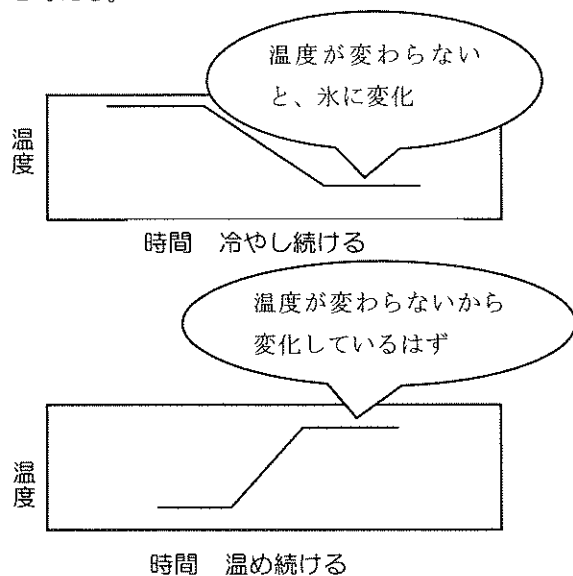 温度が変わらない
と、氷に変化
温度
時間　冷やし続ける
温度が変わらないから
変化しているはず
温度
時間　温め続ける